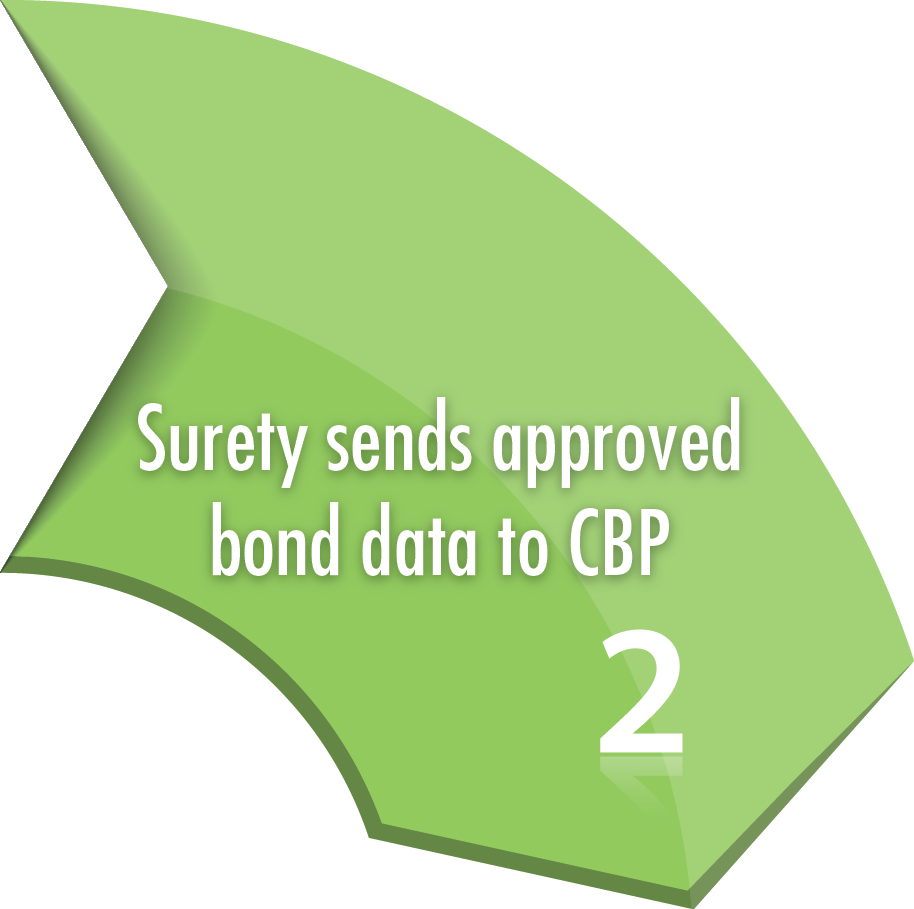 Surety sends approved
bond data to CBP
2